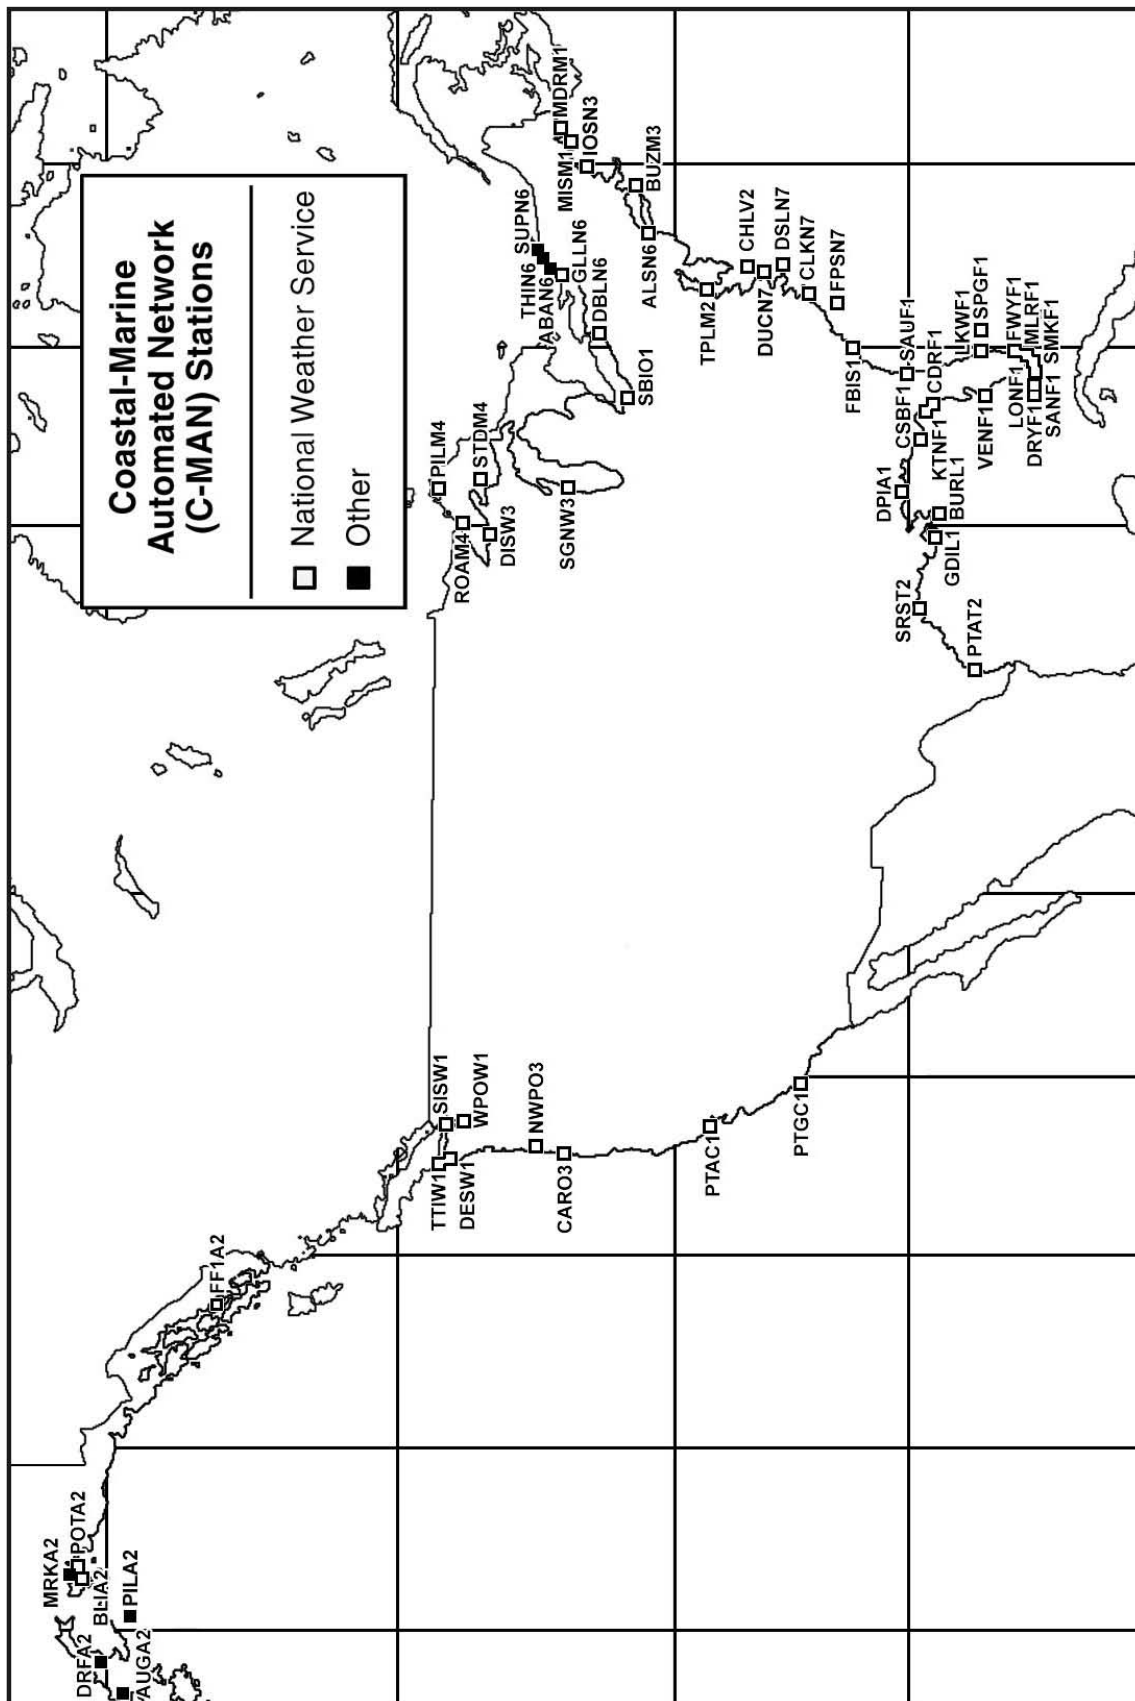 Coastal-Marine
Automated Network
(C-MAN) Stations
National Weather Service
Other
MRKA2
POTA2
DRFA2
BLIA2
PILA2
AUGA2
FF1A2
TTIW1
SISW1
DESW1
WPOW1
NWPO3
CARO3
PTAC1
PTGC1
PILM4
ROAM4
STDM4
DISW3
SGNW3
THIN6
SUPN6
ABAN6
GLLN6
DBLN6
SBIO1
MDRM1
MISM1
IOSN3
BUZM3
ALSN6
TPLM2
CHLV2
DUCN7
DSLN7
CLKN7
FPSN7
FBIS1
SAUF1
CSBF1
CDRF1
DPIA1
KTNF1
SRST2
BURL1
GDIL1
PTAT2
LKWF1
SPGF1
VENF1
LONF1
FWYF1
DRYF1
MLRF1
SANF1
SMKF1